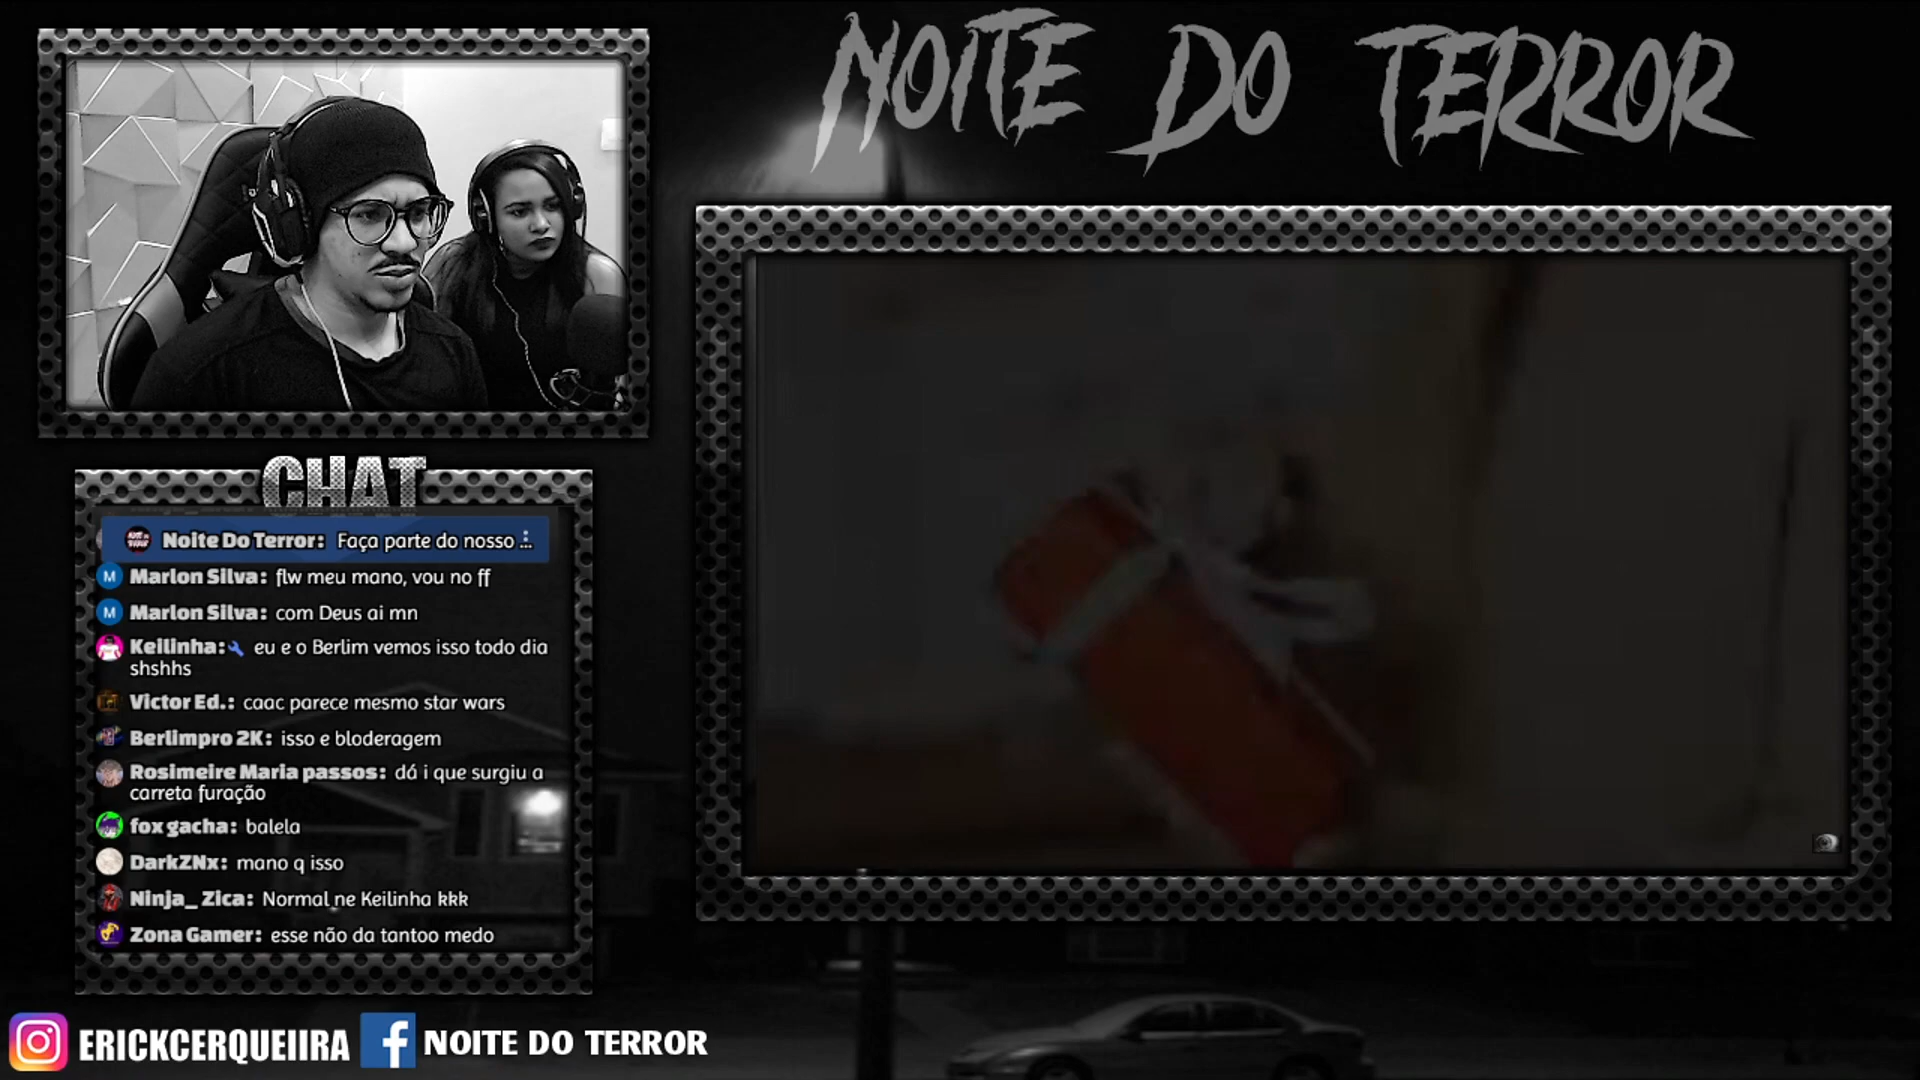 NOITE DO TERROR
CHAT
Noite Do Terror: Faça parte do nosso ...
Marlon Silva: flw meu mano, vou no ff
Marlon Silva: com Deus ai mn
Keilinha: eu e o Berlim vemos isso todo dia
shshhs
Victor Ed.: caac parece mesmo star wars
Berlimpro 2K: isso e bloderagem
Rosimeire Maria passos: dá i que surgiu a
carreta furação
fox gacha: balela
DarkZNx: mano q isso
Ninja_ Zica: Normal ne Keilinha kkk
Zona Gamer: esse não da tantoo medo
ERICKCERQUEIIRA NOITE DO TERROR